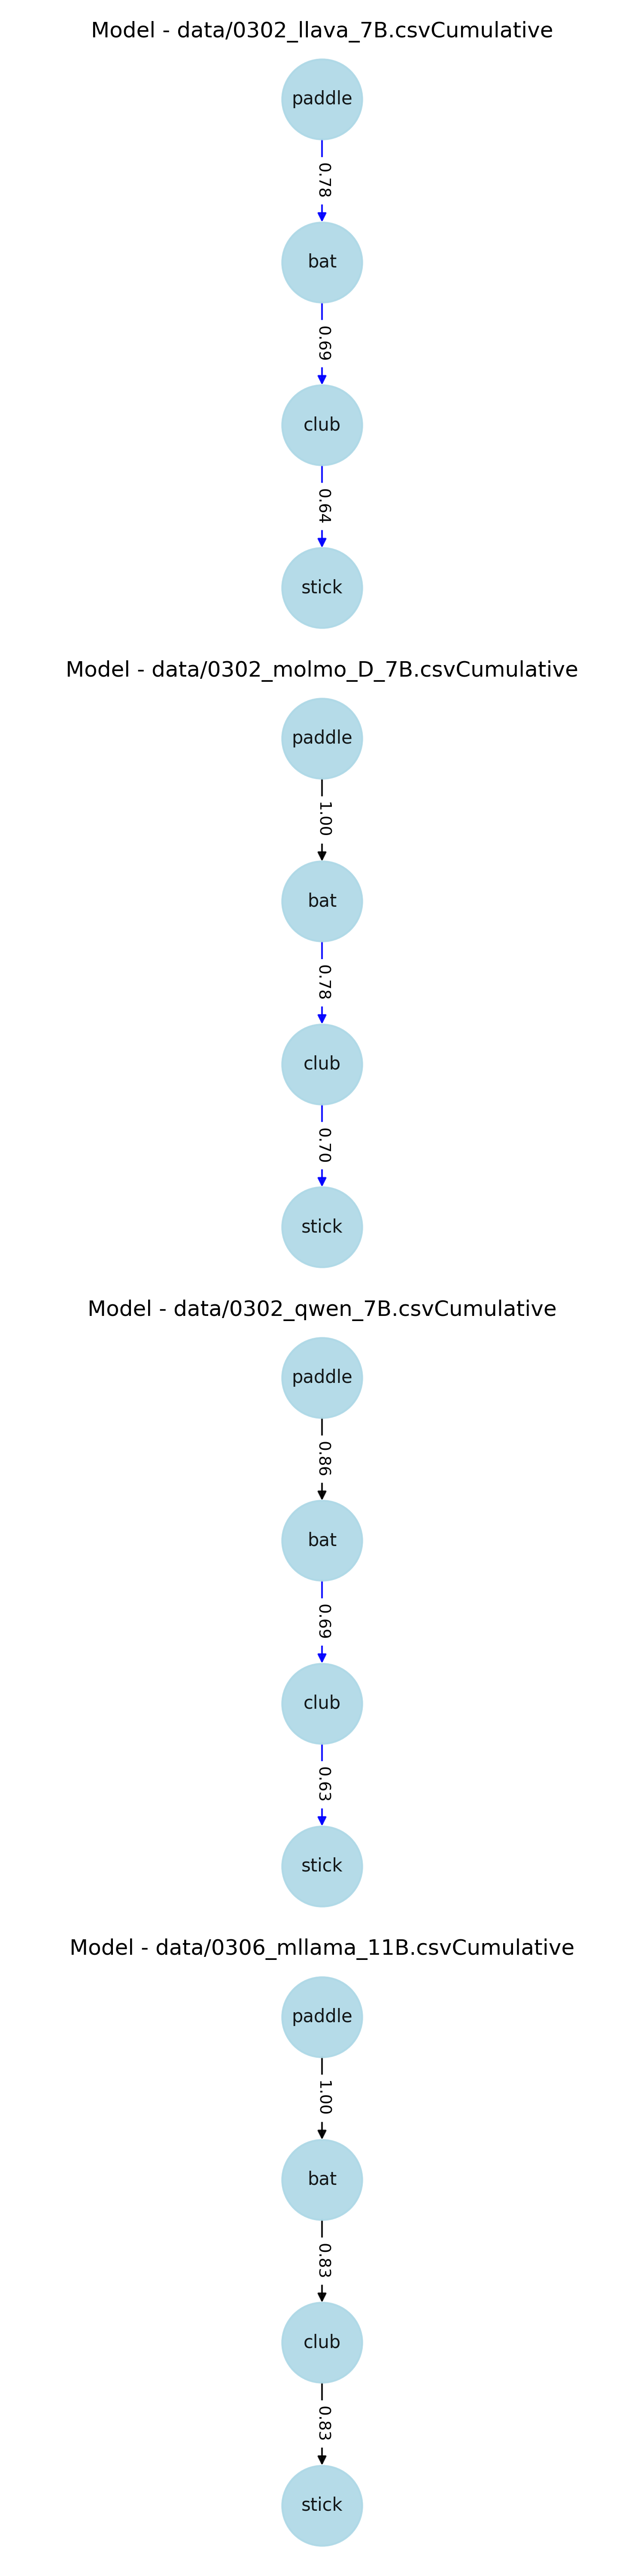 Model - data/0302_llava_7B.csvCumulative
paddle
0.78
bat
0.69
club
0.64
stick
Model - data/0302_molmo_D_7B.csvCumulative
paddle
1.00
bat
0.78
club
0.70
stick
Model - data/0302_qwen_7B.csvCumulative
paddle
0.86
bat
0.69
club
0.63
stick
Model - data/0306_mllama_11B.csvCumulative
paddle
1.00
bat
0.83
club
0.83
stick